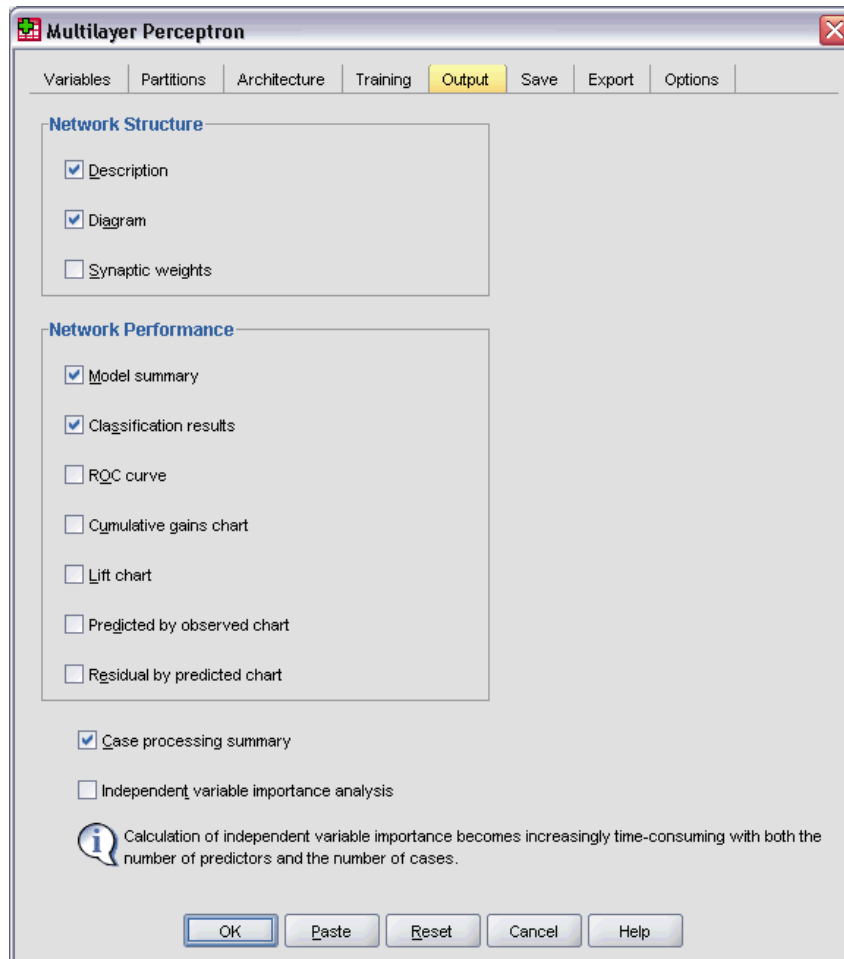 Multilayer Perceptron
Variables Partitions Architecture Training Output Save Export Options
Network Structure
Description
Diagram
Synaptic weights
Network Performance
Model summary
Classification results
ROC curve
Cumulative gains chart
Lift chart
Predicted by observed chart
Residual by predicted chart
Case processing summary
Independent variable importance analysis
Calculation of independent variable importance becomes increasingly time-consuming with both the
number of predictors and the number of cases.
OK Paste Reset Cancel Help